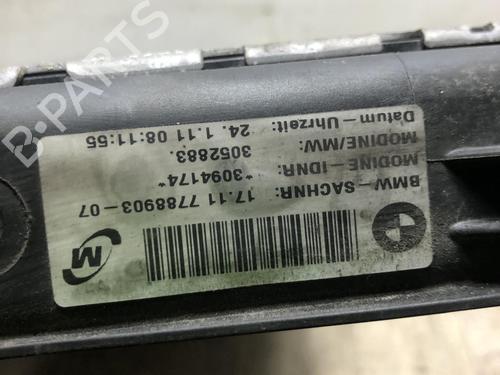 BMW - SACHNR: 17.11 7788903-07
MODINE - IDNR: *3094174*
MODINE/MW: 3052883.
Datum - Uhrzeit: 24.1.11 08:11:55
M
B-PARTS